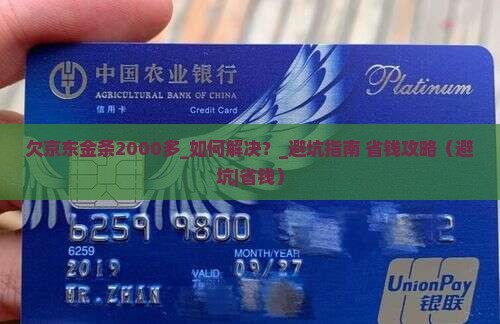 中国农业银行
AGRICULTURAL BANK OF CHINA
Platinum
信用卡
Credit Card
欠京东金条2000多_如何解决？_避坑指南 省钱攻略（避
坑|省钱）
6259 9800
6259
MONTH/YEAR
2019
VALID
09/27
MR.ZHAN
UnionPay
银联